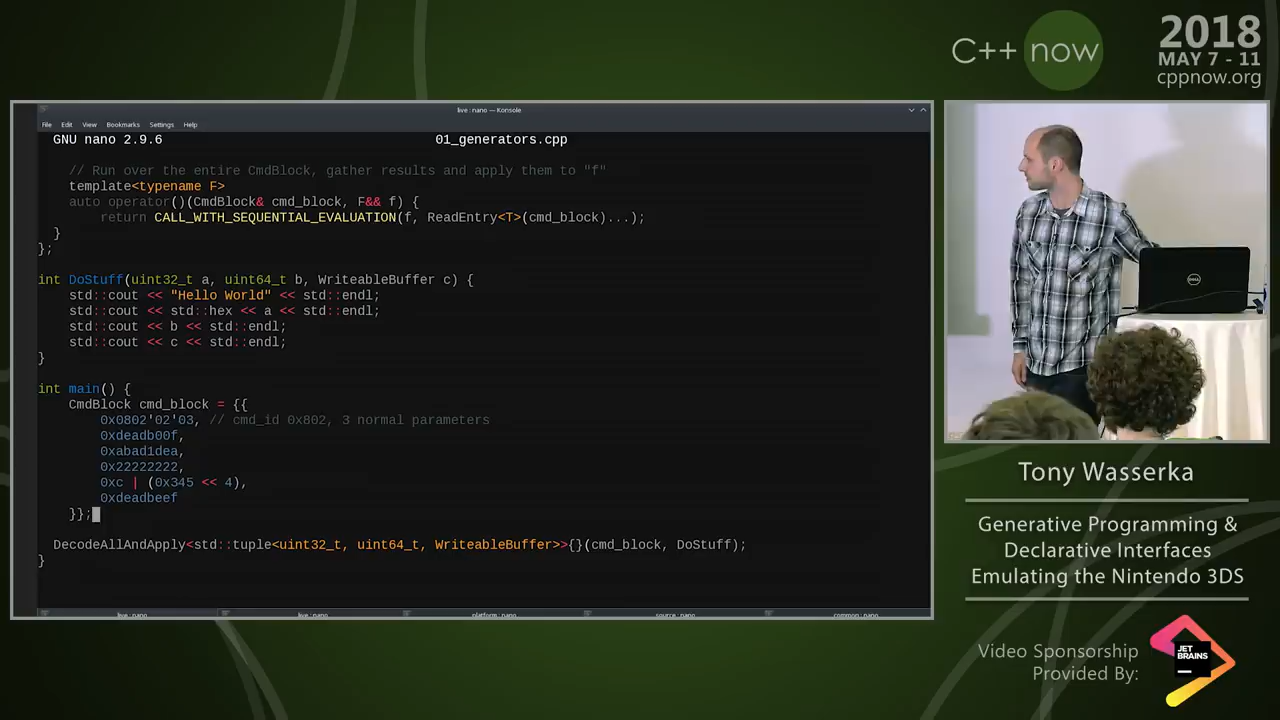 C++ now
2018
MAY 7 - 11
cppnow.org
live : nano — Konsole
File Edit View Bookmarks Settings Help
GNU nano 2.9.6 01_generators.cpp
// Run over the entire CmdBlock, gather results and apply them to "f"
template<typename F>
auto operator()(CmdBlock& cmd_block, F&& f) {
return CALL_WITH_SEQUENTIAL_EVALUATION(f, ReadEntry<T>(cmd_block)...);
}
};
int DoStuff(uint32_t a, uint64_t b, WriteableBuffer c) {
std::cout << "Hello World" << std::endl;
std::cout << std::hex << a << std::endl;
std::cout << b << std::endl;
std::cout << c << std::endl;
}
int main() {
CmdBlock cmd_block = {{
0x0802'02'03, // cmd_id 0x802, 3 normal parameters
0xdeadb00f,
0xabad1dea,
0x22222222,
0xc | (0x345 << 4),
0xdeadbeef
}};
DecodeAllAndApply<std::tuple<uint32_t, uint64_t, WriteableBuffer>>{}(cmd_block, DoStuff);
}
live : nano live : nano platform : nano source : nano common : nano
DELL
Tony Wasserka
Generative Programming &
Declarative Interfaces
Emulating the Nintendo 3DS
Video Sponsorship
Provided By:
JET
BRAINS